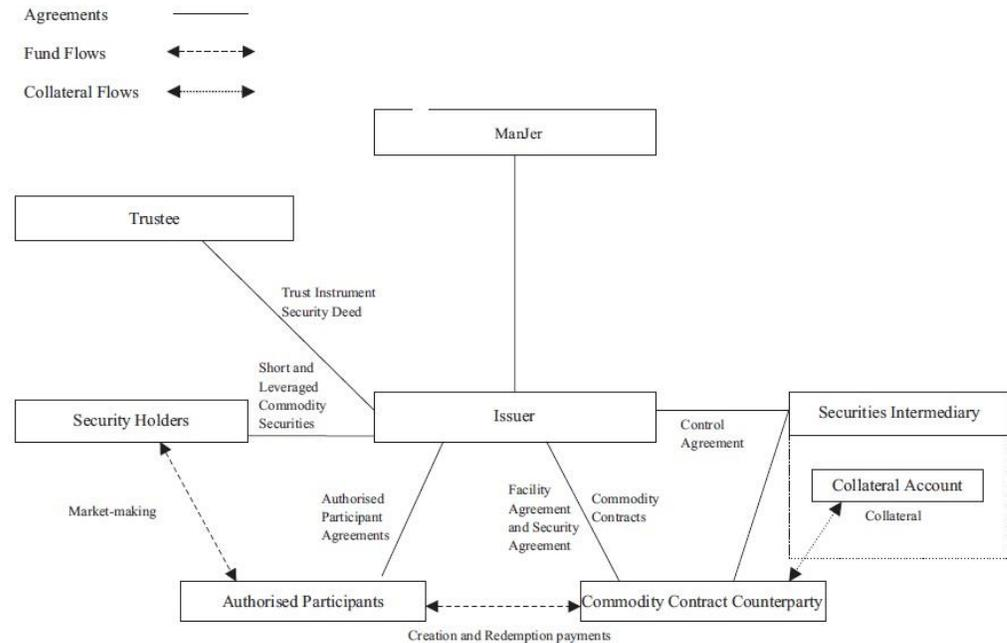 Agreements
Fund Flows
Collateral Flows
ManJer
Trustee
Trust Instrument
Security Deed
Short and
Leveraged
Commodity
Securities
Security Holders
Issuer
Securities Intermediary
Control
Agreement
Collateral Account
Collateral
Market-making
Authorised
Participant
Agreements
Facility
Agreement
and Security
Agreement
Commodity
Contracts
Authorised Participants
Commodity Contract Counterparty
Creation and Redemption payments